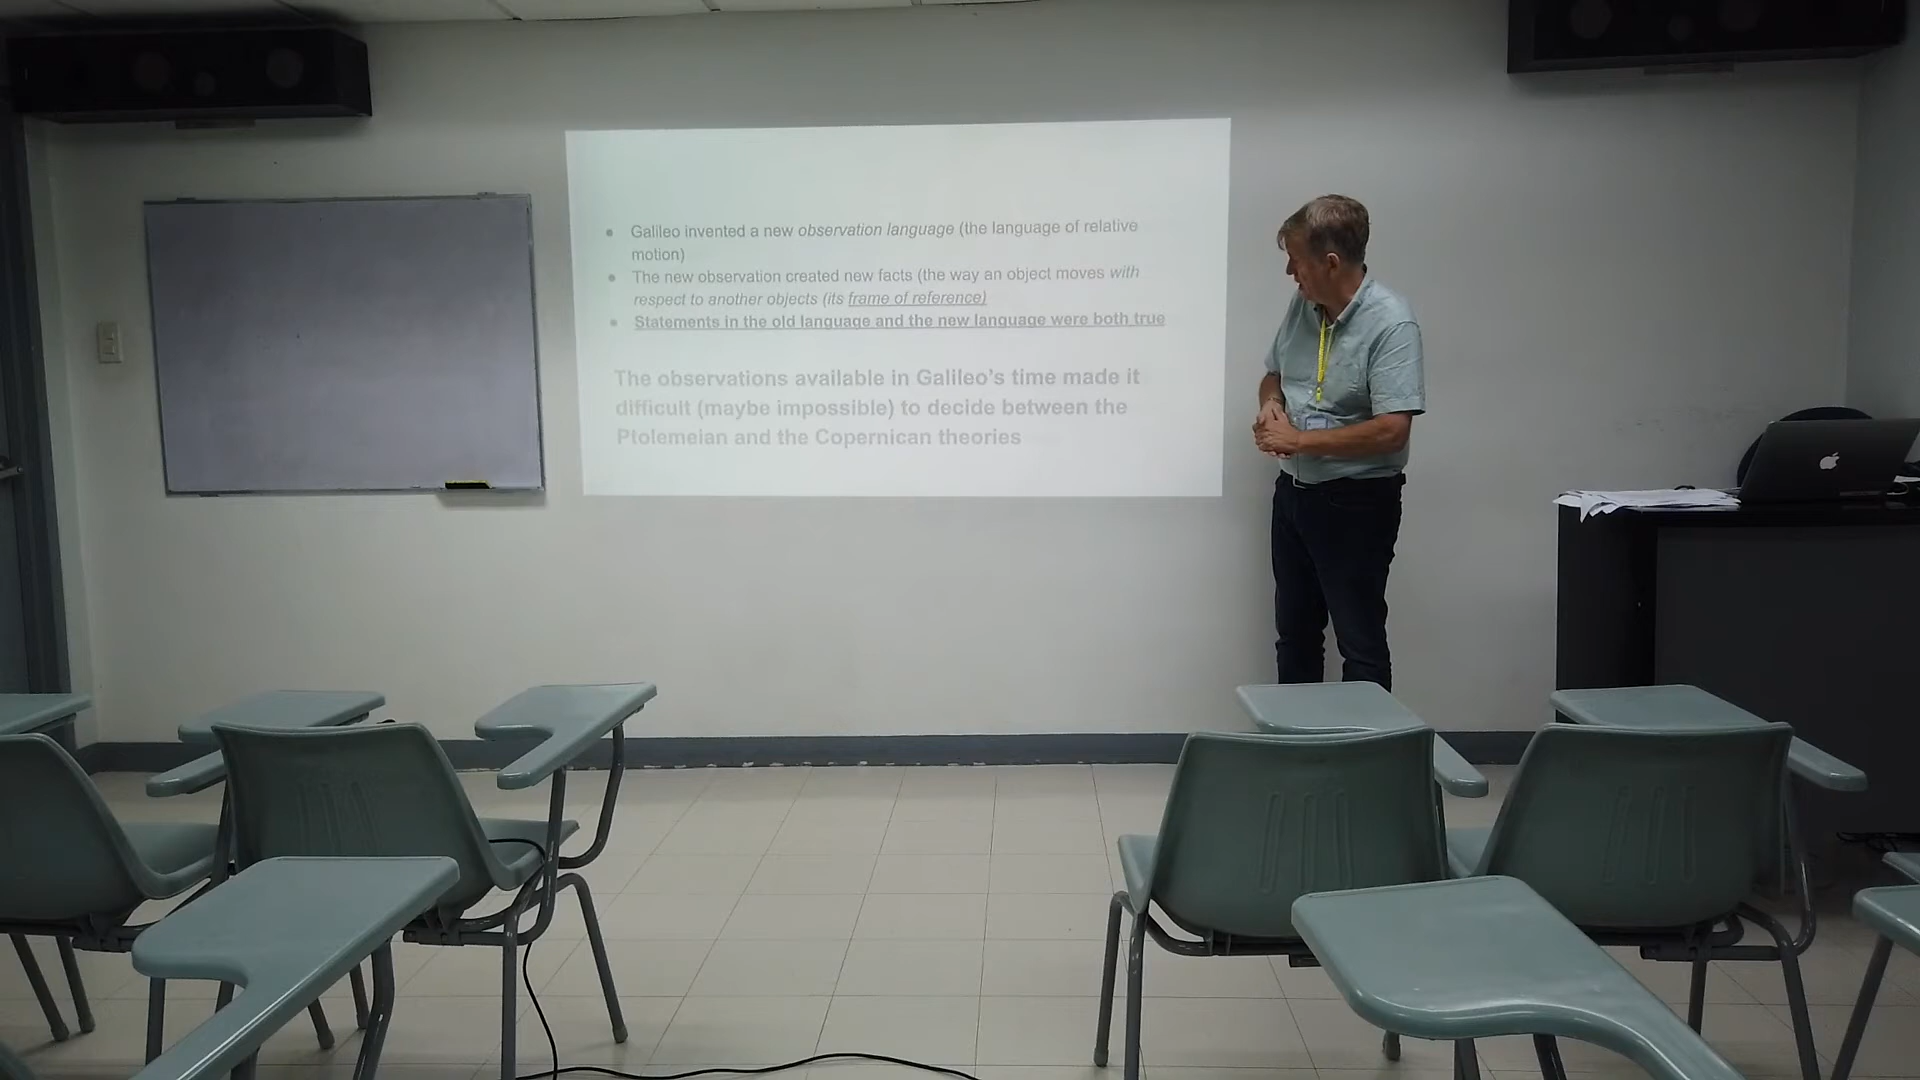 ● Galileo invented a new observation language (the language of relative
motion)
● The new observation created new facts (the way an object moves with
respect to another objects (its frame of reference)
● Statements in the old language and the new language were both true
The observations available in Galileo's time made it
difficult (maybe impossible) to decide between the
Ptolemeian and the Copernican theories